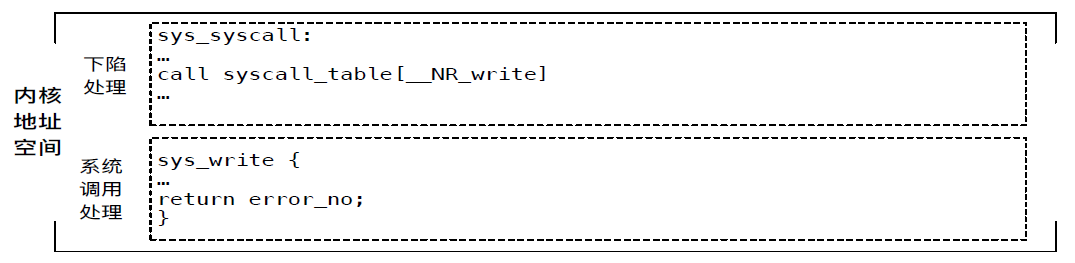 内核
地址
空间
下陷
处理
sys_syscall:
…
call syscall_table[__NR_write]
…
系统
调用
处理
sys_write {
…
return error_no;
}